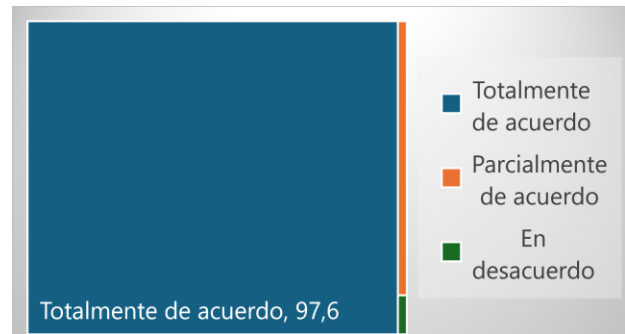 Totalmente de acuerdo, 97,6
Totalmente
de acuerdo
Parcialmente
de acuerdo
En
desacuerdo